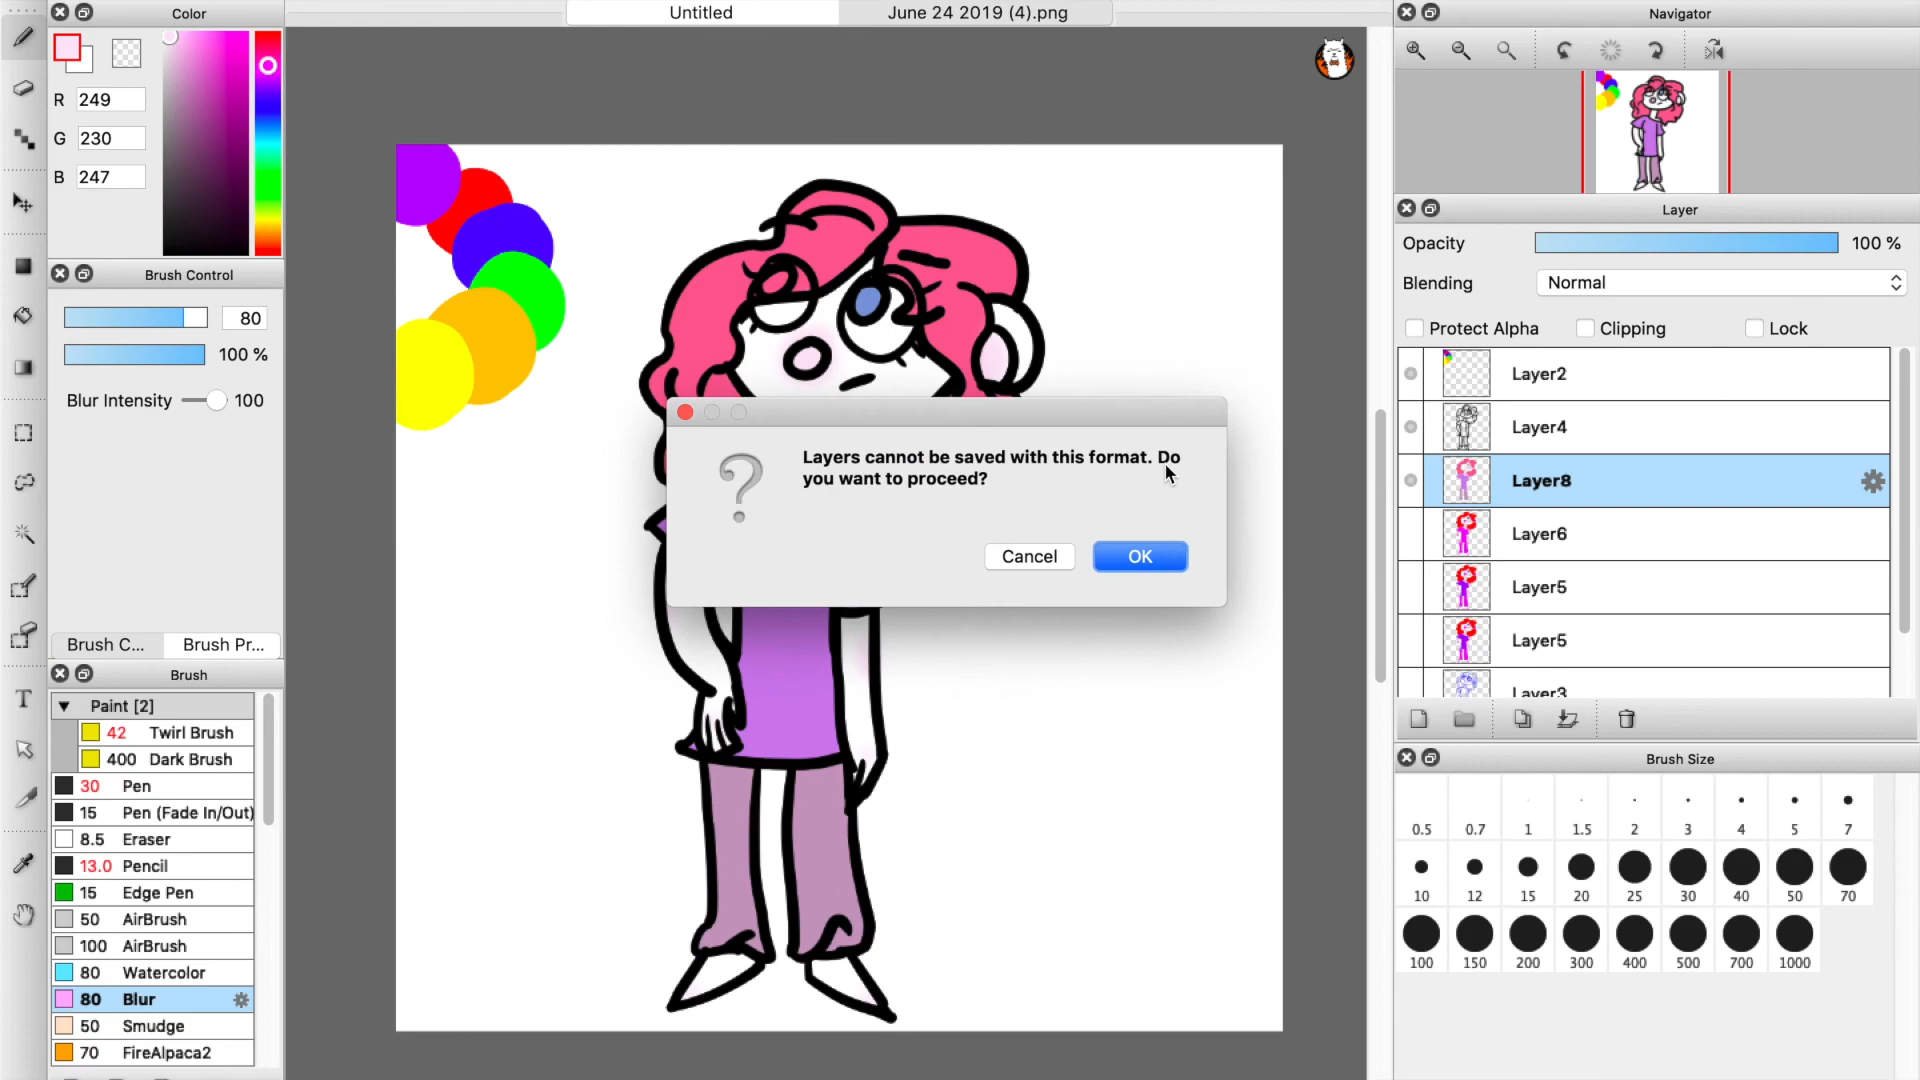 Color
R 249
G 230
B 247
Brush Control
80
100 %
Blur Intensity 100
Brush C... Brush Pr...
Brush
Paint [2]
42 Twirl Brush
400 Dark Brush
30 Pen
15 Pen (Fade In/Out)
8.5 Eraser
13.0 Pencil
15 Edge Pen
50 AirBrush
100 AirBrush
80 Watercolor
80 Blur
50 Smudge
70 FireAlpaca2
Untitled June 24 2019 (4).png
Layers cannot be saved with this format. Do
you want to proceed?
Cancel OK
Navigator
Layer
Opacity 100 %
Blending Normal
Protect Alpha Clipping Lock
Layer2
Layer4
Layer8
Layer6
Layer5
Layer5
Layer3
Brush Size
0.5 0.7 1 1.5 2 3 4 5 7
10 12 15 20 25 30 40 50 70
100 150 200 300 400 500 700 1000